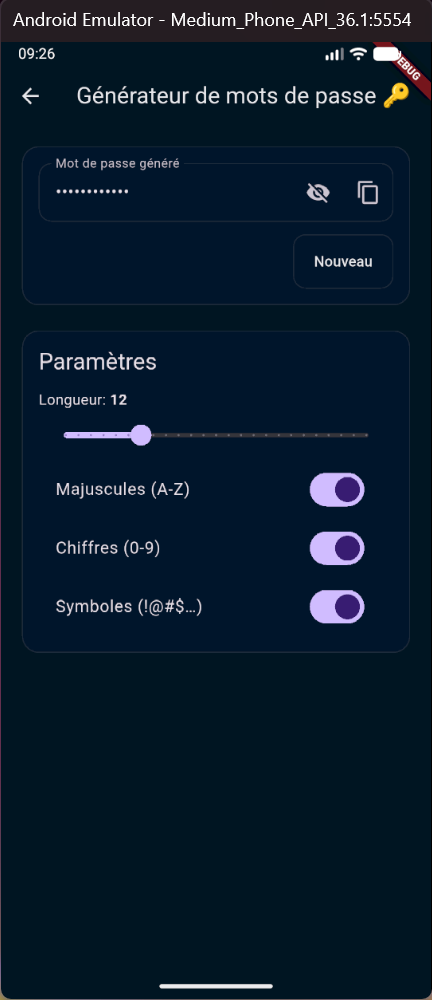 Android Emulator - Medium_Phone_API_36.1:5554
09:26
DEBUG
Générateur de mots de passe 🔑
Mot de passe généré
••••••••••••
Nouveau
Paramètres
Longueur: 12
Majuscules (A-Z)
Chiffres (0-9)
Symboles (!@#$…)